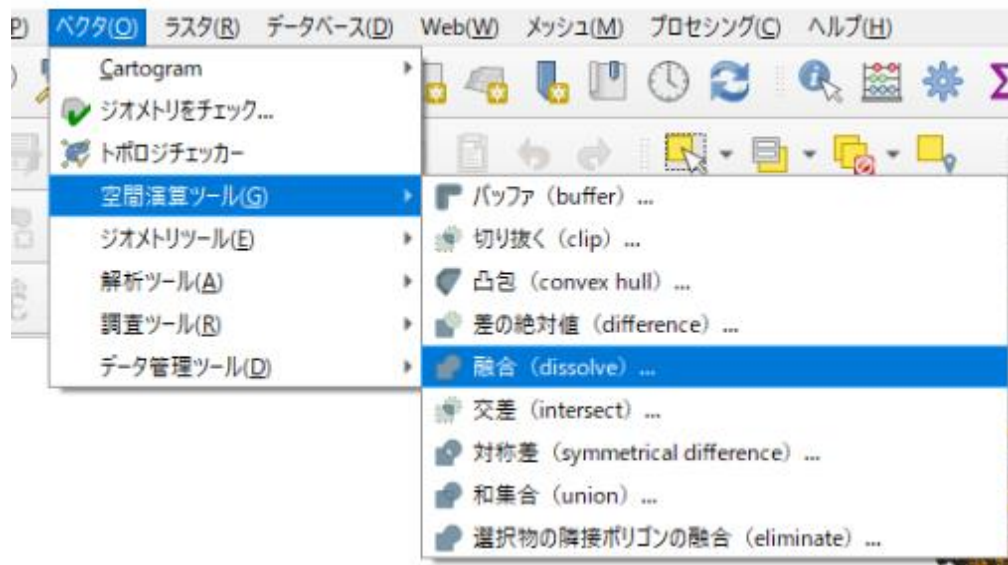 P) ベクタ(O) ラスタ(R) データベース(D) Web(W) メッシュ(M) プロセシング(C) ヘルプ(H)
Cartogram
ジオメトリをチェック...
トポロジチェッカー
空間演算ツール(G)
ジオメトリツール(E)
解析ツール(A)
調査ツール(R)
データ管理ツール(D)
バッファ（buffer）...
切り抜く（clip）...
凸包（convex hull）...
差の絶対値（difference）...
融合（dissolve）...
交差（intersect）...
対称差（symmetrical difference）...
和集合（union）...
選択物の隣接ポリゴンの融合（eliminate）...